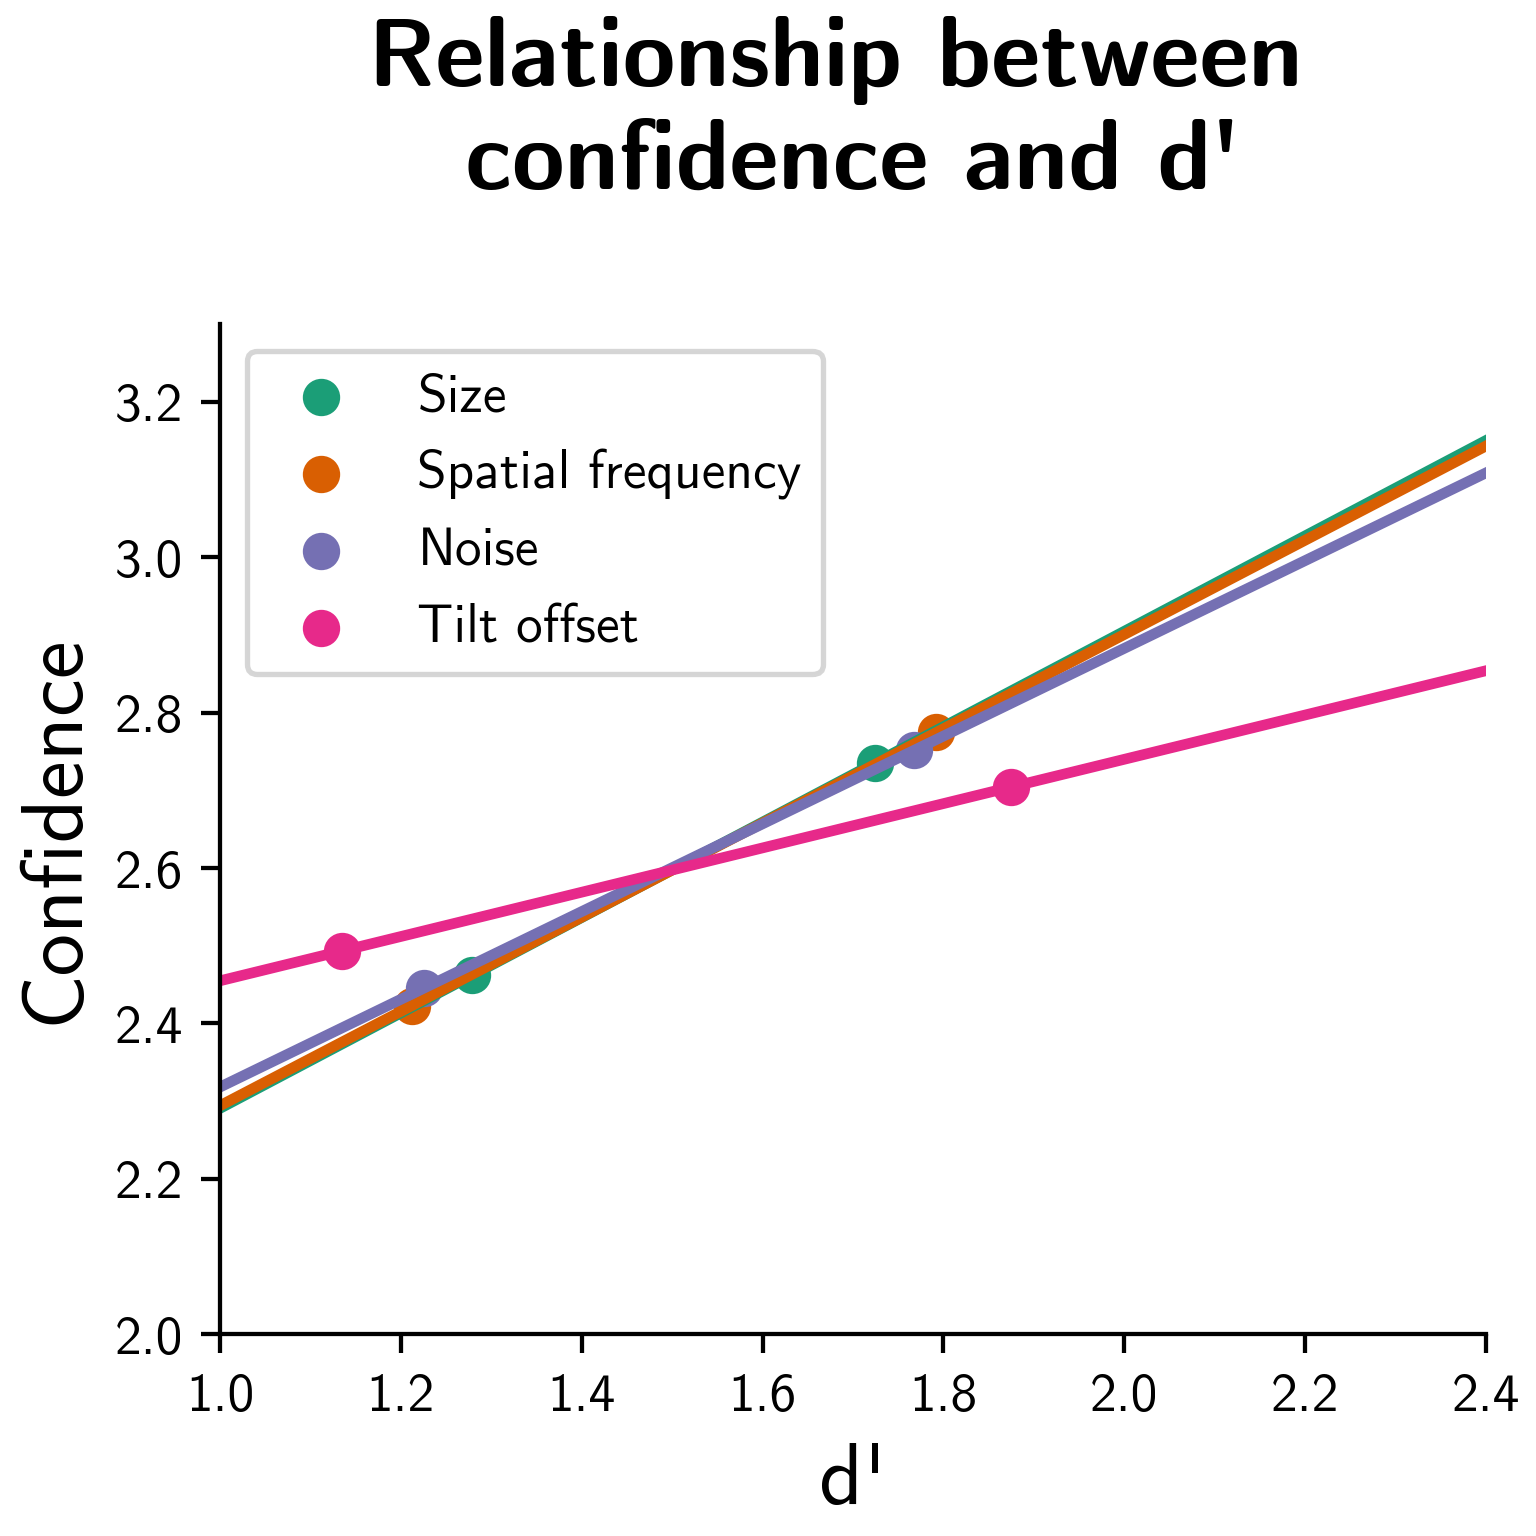 Relationship between
confidence and d'
Size
Spatial frequency
Noise
Tilt offset
Confidence
3.2
3.0
2.8
2.6
2.4
2.2
2.0
1.0 1.2 1.4 1.6 1.8 2.0 2.2 2.4
d'